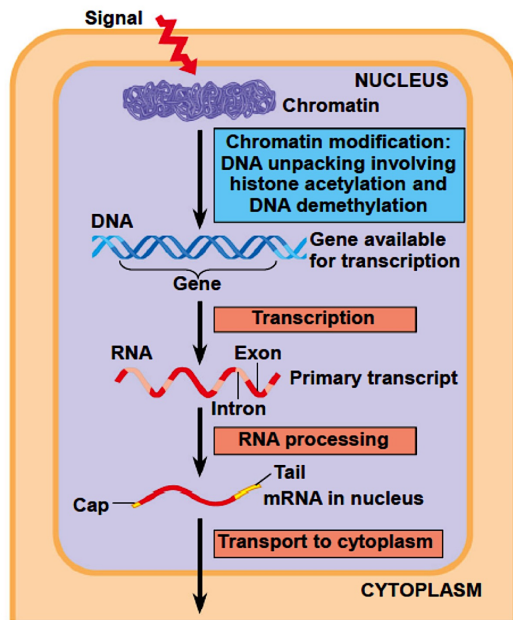 Signal
NUCLEUS
Chromatin
Chromatin modification:
DNA unpacking involving
histone acetylation and
DNA demethylation
DNA
Gene available
for transcription
Gene
Transcription
RNA
Exon
Primary transcript
Intron
RNA processing
Tail
mRNA in nucleus
Cap
Transport to cytoplasm
CYTOPLASM